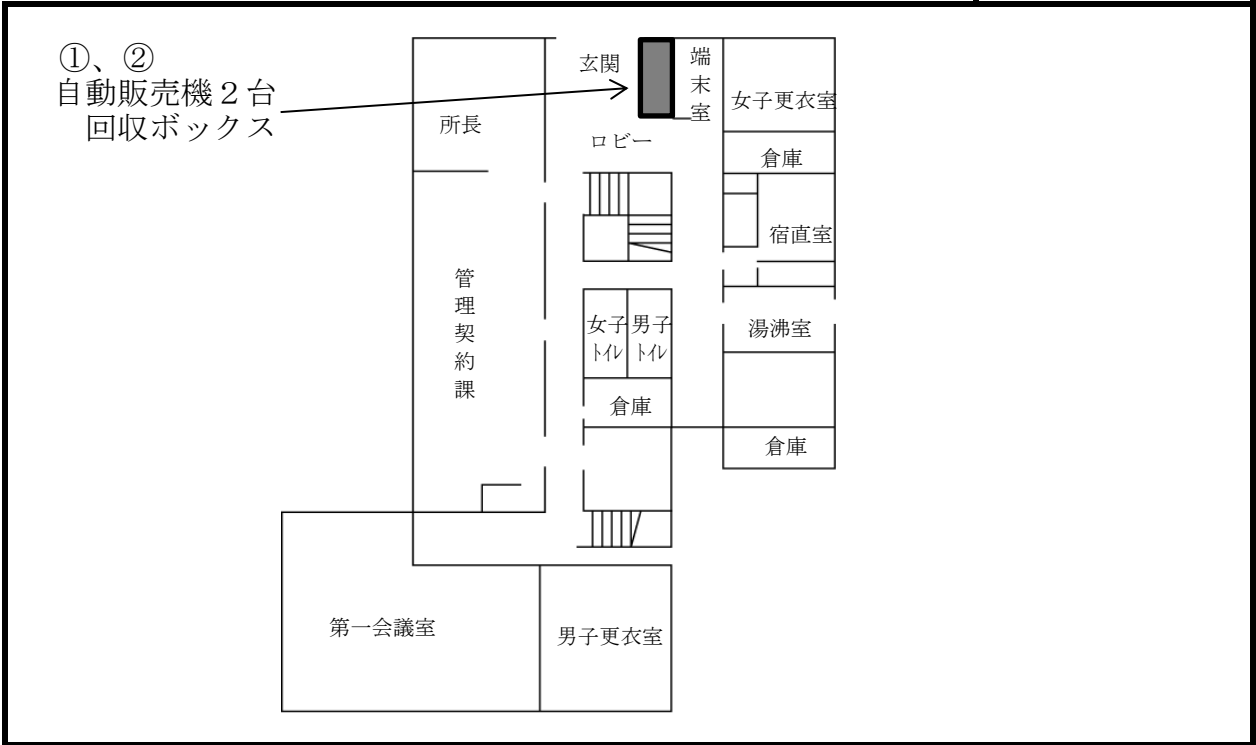 ①、②
自動販売機２台
回収ボックス
玄関
端末室
女子更衣室
所長
ロビー
倉庫
宿直室
管理契約課
女子トイレ
男子トイレ
湯沸室
倉庫
倉庫
第一会議室
男子更衣室